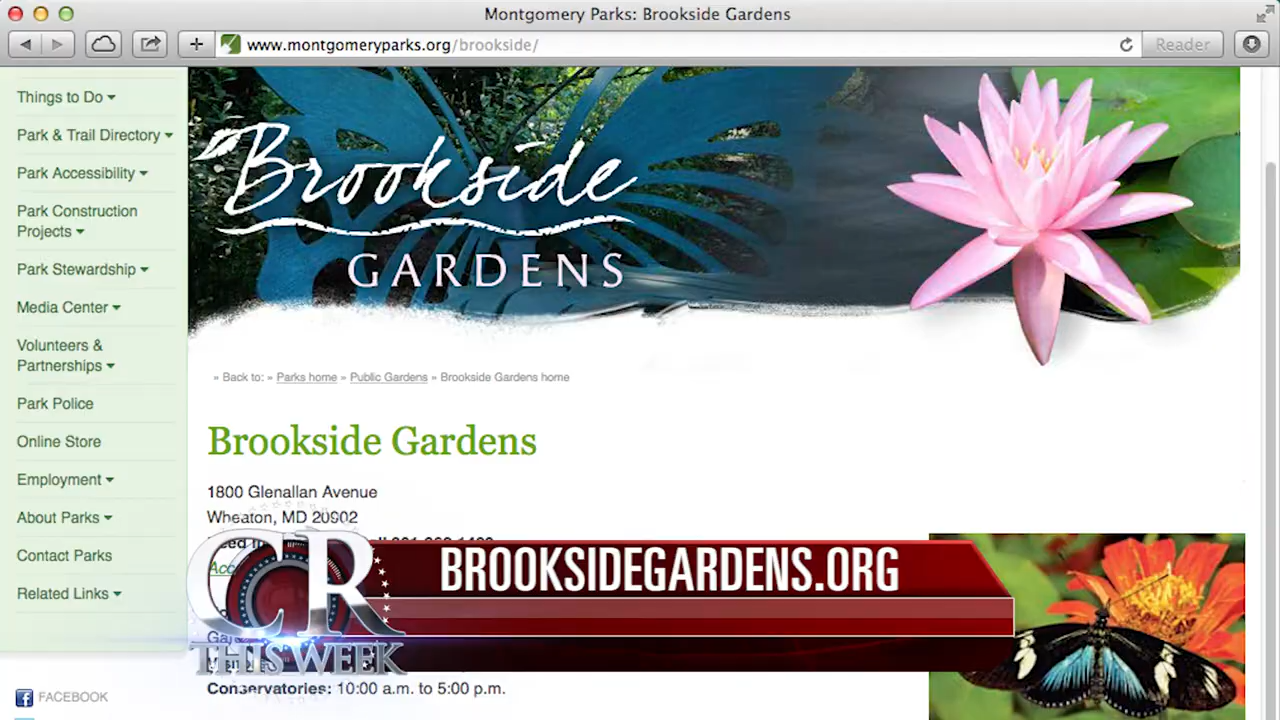 Montgomery Parks: Brookside Gardens
www.montgomeryparks.org/brookside/
Reader
Things to Do
Park & Trail Directory
Park Accessibility
Park Construction
Projects
Park Stewardship
Media Center
Volunteers &
Partnerships
Park Police
Online Store
Employment
About Parks
Contact Parks
Related Links
FACEBOOK
Brookside
GARDENS
» Back to: » Parks home » Public Gardens » Brookside Gardens home
Brookside Gardens
1800 Glenallan Avenue
Wheaton, MD 20902
BROOKSIDEGARDENS.ORG
CR
THIS WEEK
Conservatories: 10:00 a.m. to 5:00 p.m.